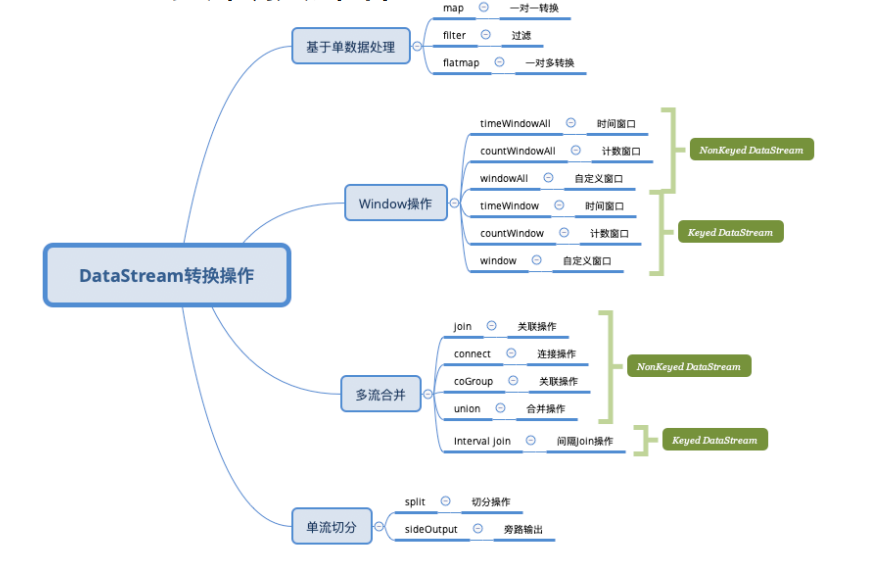 map 一对一转换
基于单数据处理
filter 过滤
flatmap 一对多转换
timeWindowAll 时间窗口
countWindowAll 计数窗口
NonKeyed DataStream
windowAll 自定义窗口
Window操作
timeWindow 时间窗口
countWindow 计数窗口
Keyed DataStream
window 自定义窗口
DataStream转换操作
join 关联操作
connect 连接操作
NonKeyed DataStream
coGroup 关联操作
多流合并
union 合并操作
Interval join 间隔Join操作
Keyed DataStream
split 切分操作
单流切分
sideOutput 旁路输出